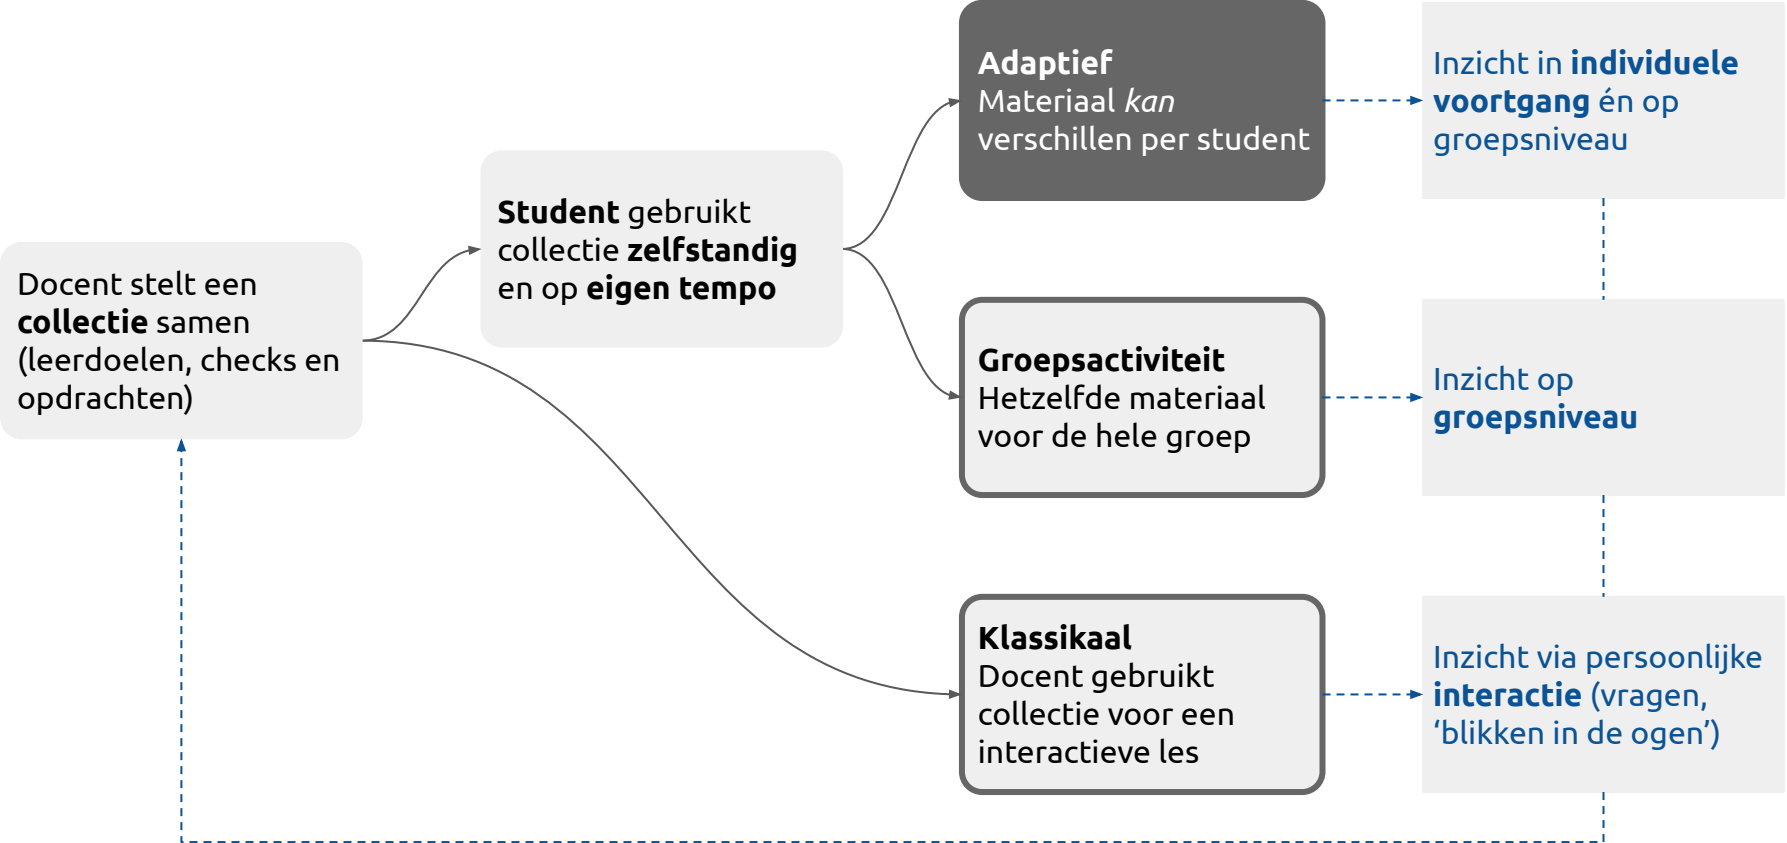 Docent stelt een
collectie samen
(leerdoelen, checks en
opdrachten)
Student gebruikt
collectie zelfstandig
en op eigen tempo
Adaptief
Materiaal kan
verschillen per student
Inzicht in individuele
voortgang én op
groepsniveau
Groepsactiviteit
Hetzelfde materiaal
voor de hele groep
Inzicht op
groepsniveau
Klassikaal
Docent gebruikt
collectie voor een
interactieve les
Inzicht via persoonlijke
interactie (vragen,
‘blikken in de ogen’)